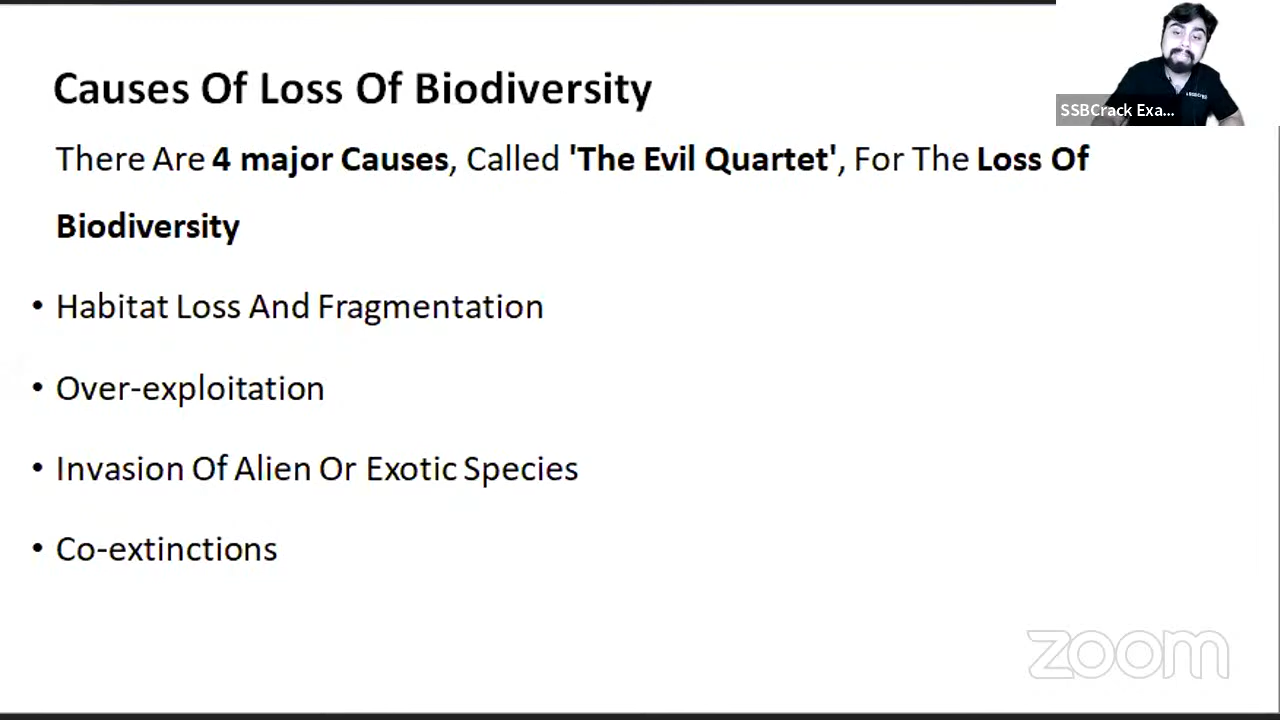 Causes Of Loss Of Biodiversity
There Are 4 major Causes, Called 'The Evil Quartet', For The Loss Of
Biodiversity
• Habitat Loss And Fragmentation
• Over-exploitation
• Invasion Of Alien Or Exotic Species
• Co-extinctions
SSBCrack Exa...
zoom